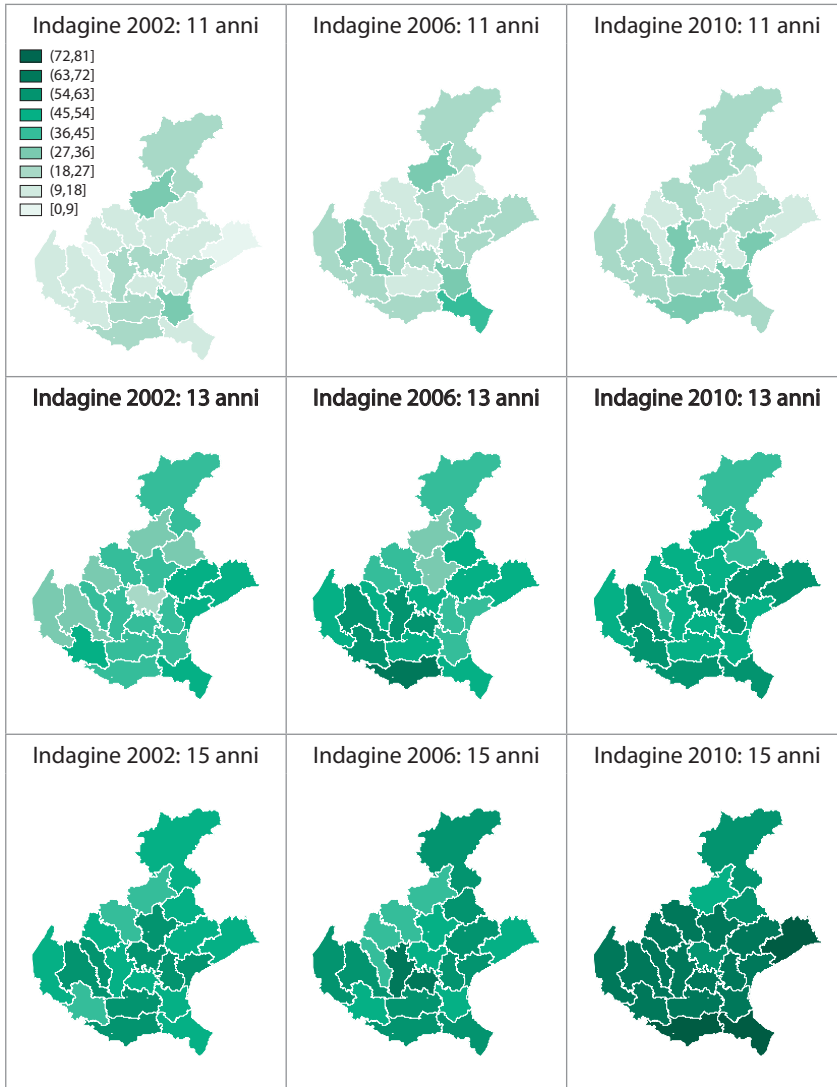 Indagine 2002: 11 anni
Indagine 2006: 11 anni
Indagine 2010: 11 anni
(72,81]
(63,72]
(54,63]
(45,54]
(36,45]
(27,36]
(18,27]
(9,18]
[0,9]
Indagine 2002: 13 anni
Indagine 2006: 13 anni
Indagine 2010: 13 anni
Indagine 2002: 15 anni
Indagine 2006: 15 anni
Indagine 2010: 15 anni